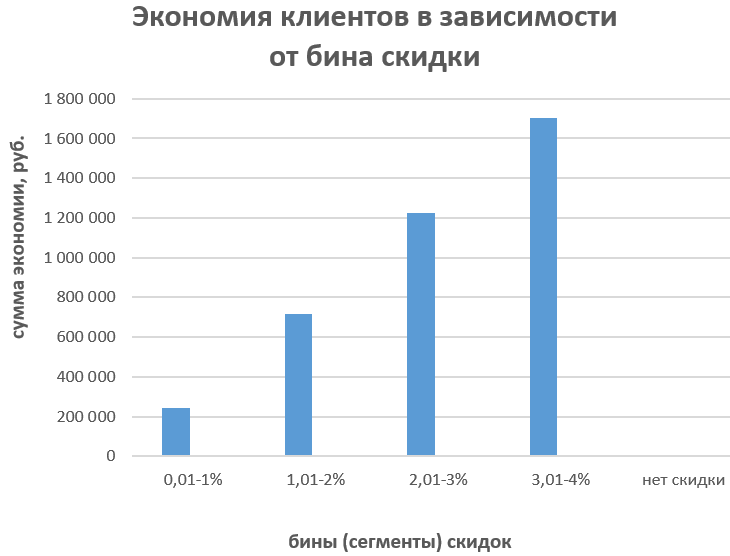 Экономия клиентов в зависимости
от бина скидки
1 800 000
1 600 000
1 400 000
1 200 000
1 000 000
800 000
600 000
400 000
200 000
0
сумма экономии, руб.
0,01-1%
1,01-2%
2,01-3%
3,01-4%
нет скидки
бины (сегменты) скидок